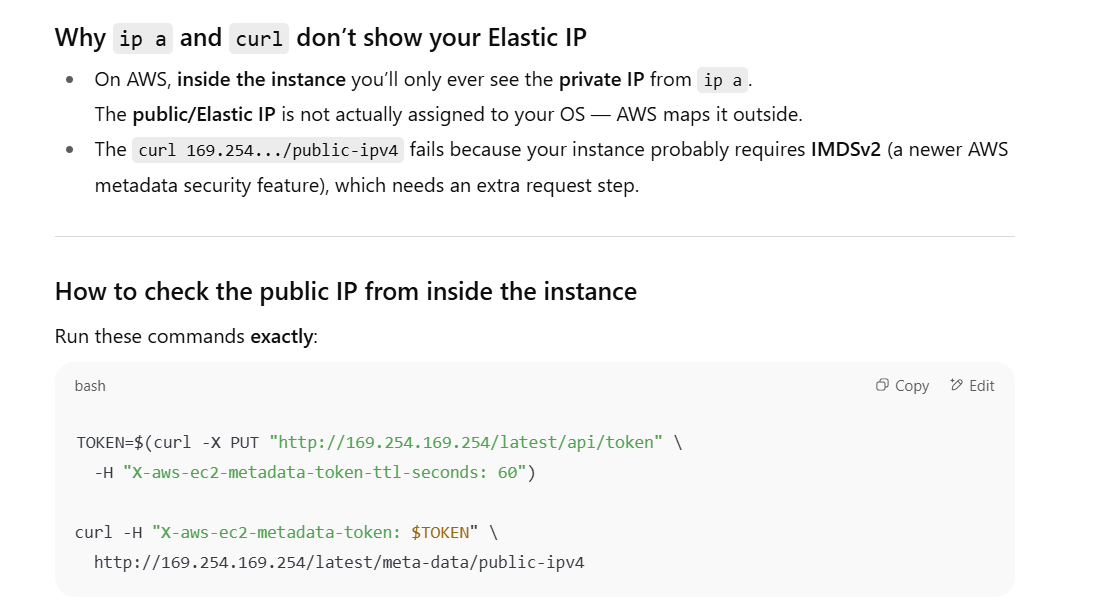 Why ip a and curl don’t show your Elastic IP
On AWS, inside the instance you’ll only ever see the private IP from ip a.
The public/Elastic IP is not actually assigned to your OS — AWS maps it outside.
The curl 169.254.../public-ipv4 fails because your instance probably requires IMDSv2 (a newer AWS
metadata security feature), which needs an extra request step.
How to check the public IP from inside the instance
Run these commands exactly:
bash Copy Edit
TOKEN=$(curl -X PUT "http://169.254.169.254/latest/api/token" \
-H "X-aws-ec2-metadata-token-ttl-seconds: 60")
curl -H "X-aws-ec2-metadata-token: $TOKEN" \
http://169.254.169.254/latest/meta-data/public-ipv4